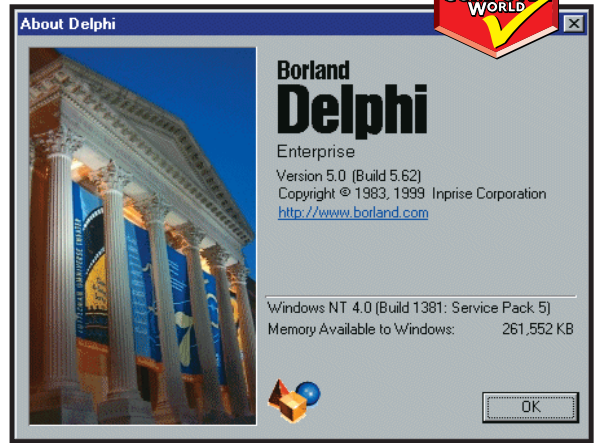 WORLD
About Delphi
Borland
Delphi
Enterprise
Version 5.0 (Build 5.62)
Copyright © 1983, 1999 Inprise Corporation
http://www.borland.com
Windows NT 4.0 (Build 1381: Service Pack 5)
Memory Available to Windows: 261,552 KB
OK